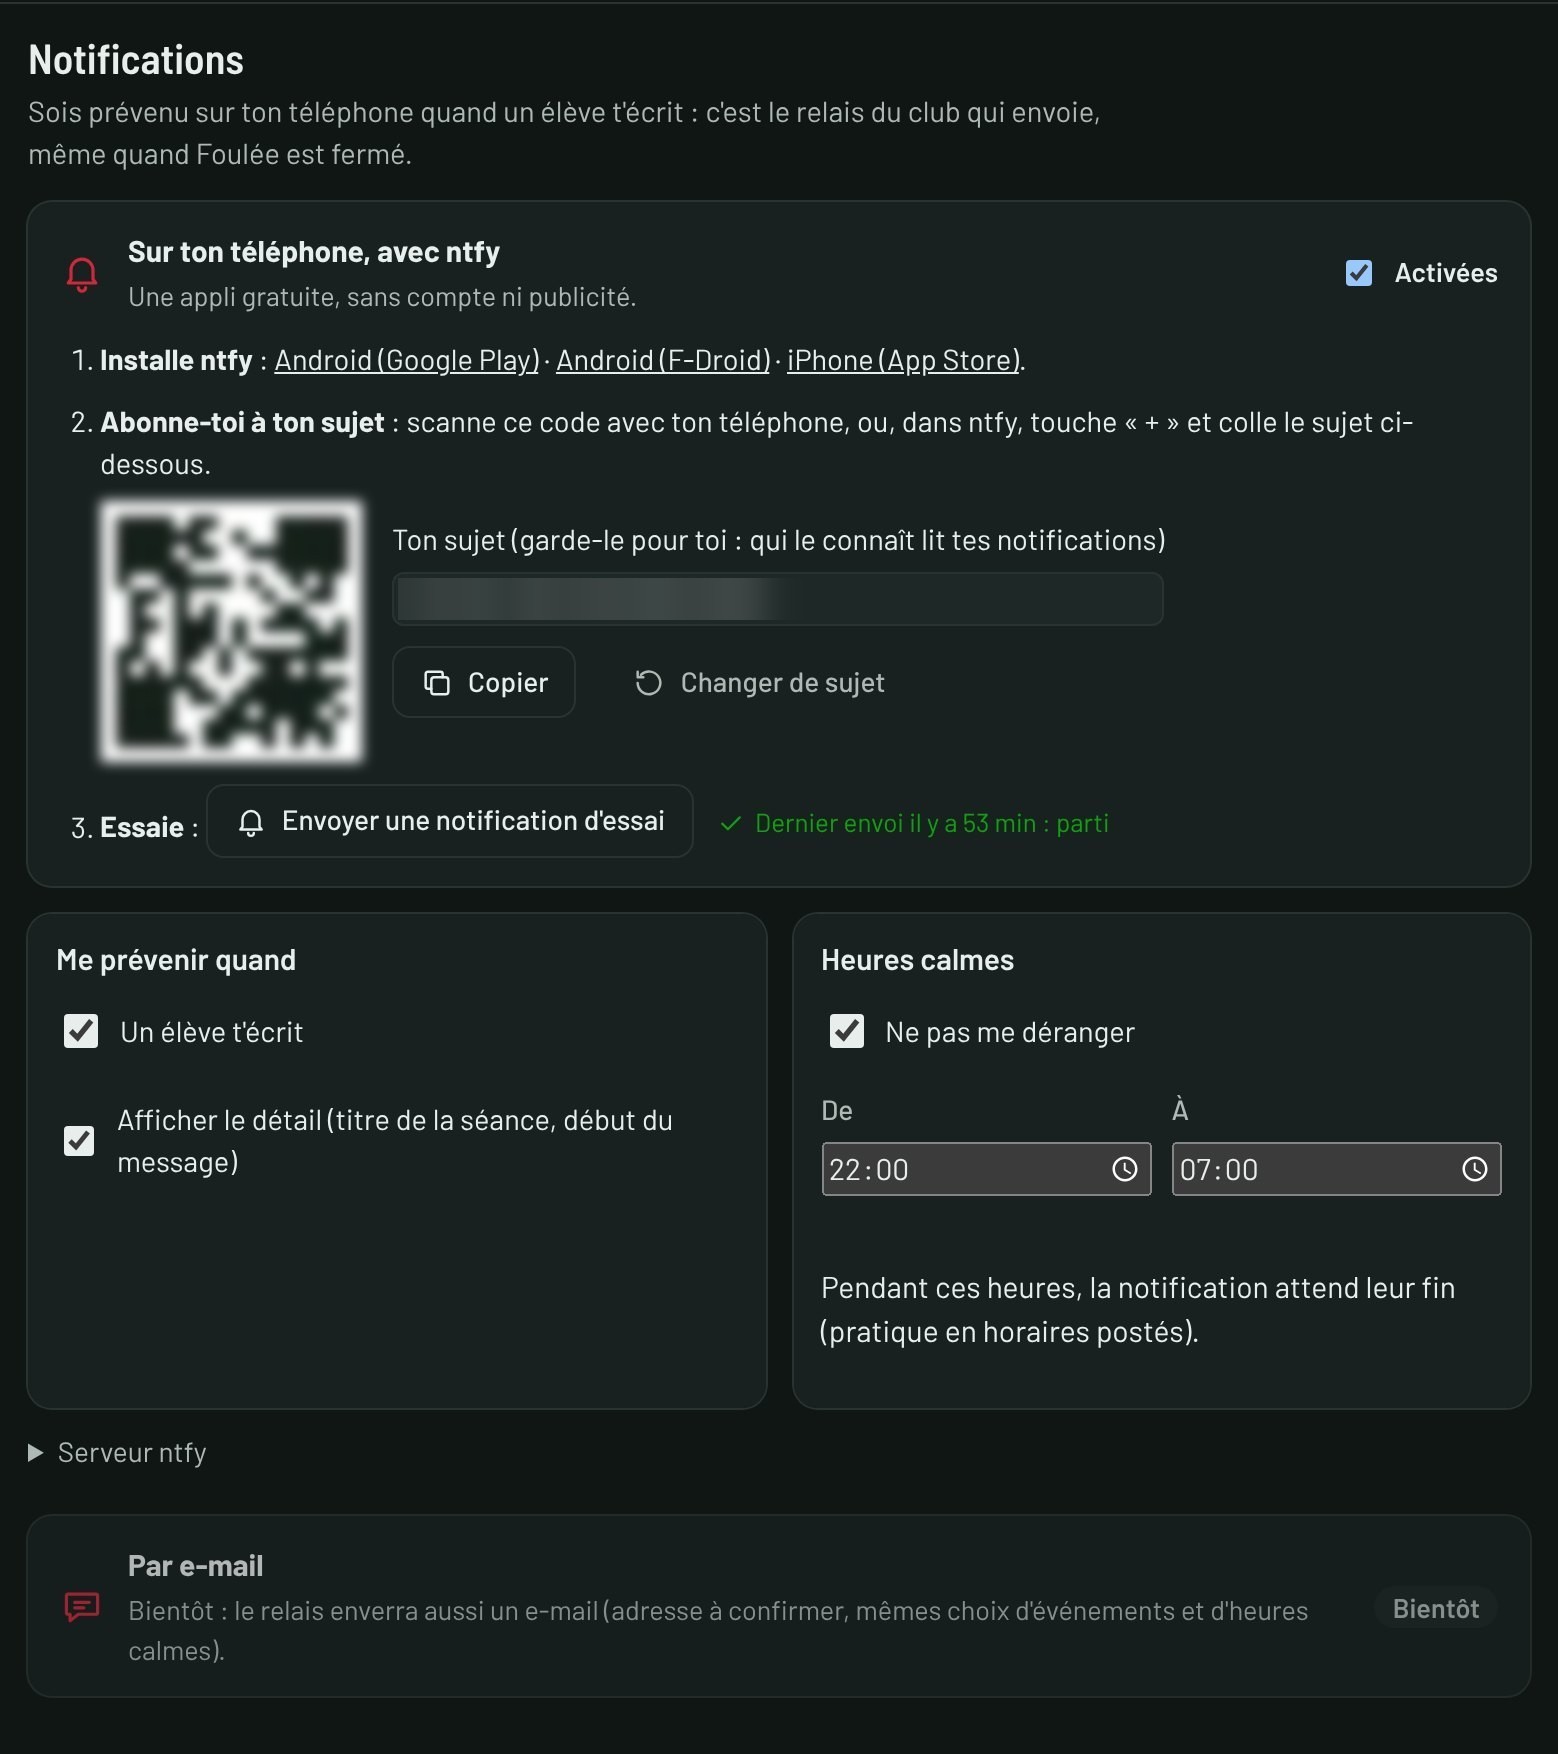 Notifications
Sois prévenu sur ton téléphone quand un élève t'écrit : c'est le relais du club qui envoie,
même quand Foulée est fermé.
Sur ton téléphone, avec ntfy
Une appli gratuite, sans compte ni publicité.
Activées
1. Installe ntfy : Android (Google Play) · Android (F-Droid) · iPhone (App Store).
2. Abonne-toi à ton sujet : scanne ce code avec ton téléphone, ou, dans ntfy, touche « + » et colle le sujet ci-
dessous.
Ton sujet (garde-le pour toi : qui le connaît lit tes notifications)
Copier
Changer de sujet
3. Essaie :
Envoyer une notification d'essai
Dernier envoi il y a 53 min : parti
Me prévenir quand
Un élève t'écrit
Afficher le détail (titre de la séance, début du
message)
Heures calmes
Ne pas me déranger
De
À
22:00
07:00
Pendant ces heures, la notification attend leur fin
(pratique en horaires postés).
Serveur ntfy
Par e-mail
Bientôt : le relais enverra aussi un e-mail (adresse à confirmer, mêmes choix d'événements et d'heures
calmes).
Bientôt